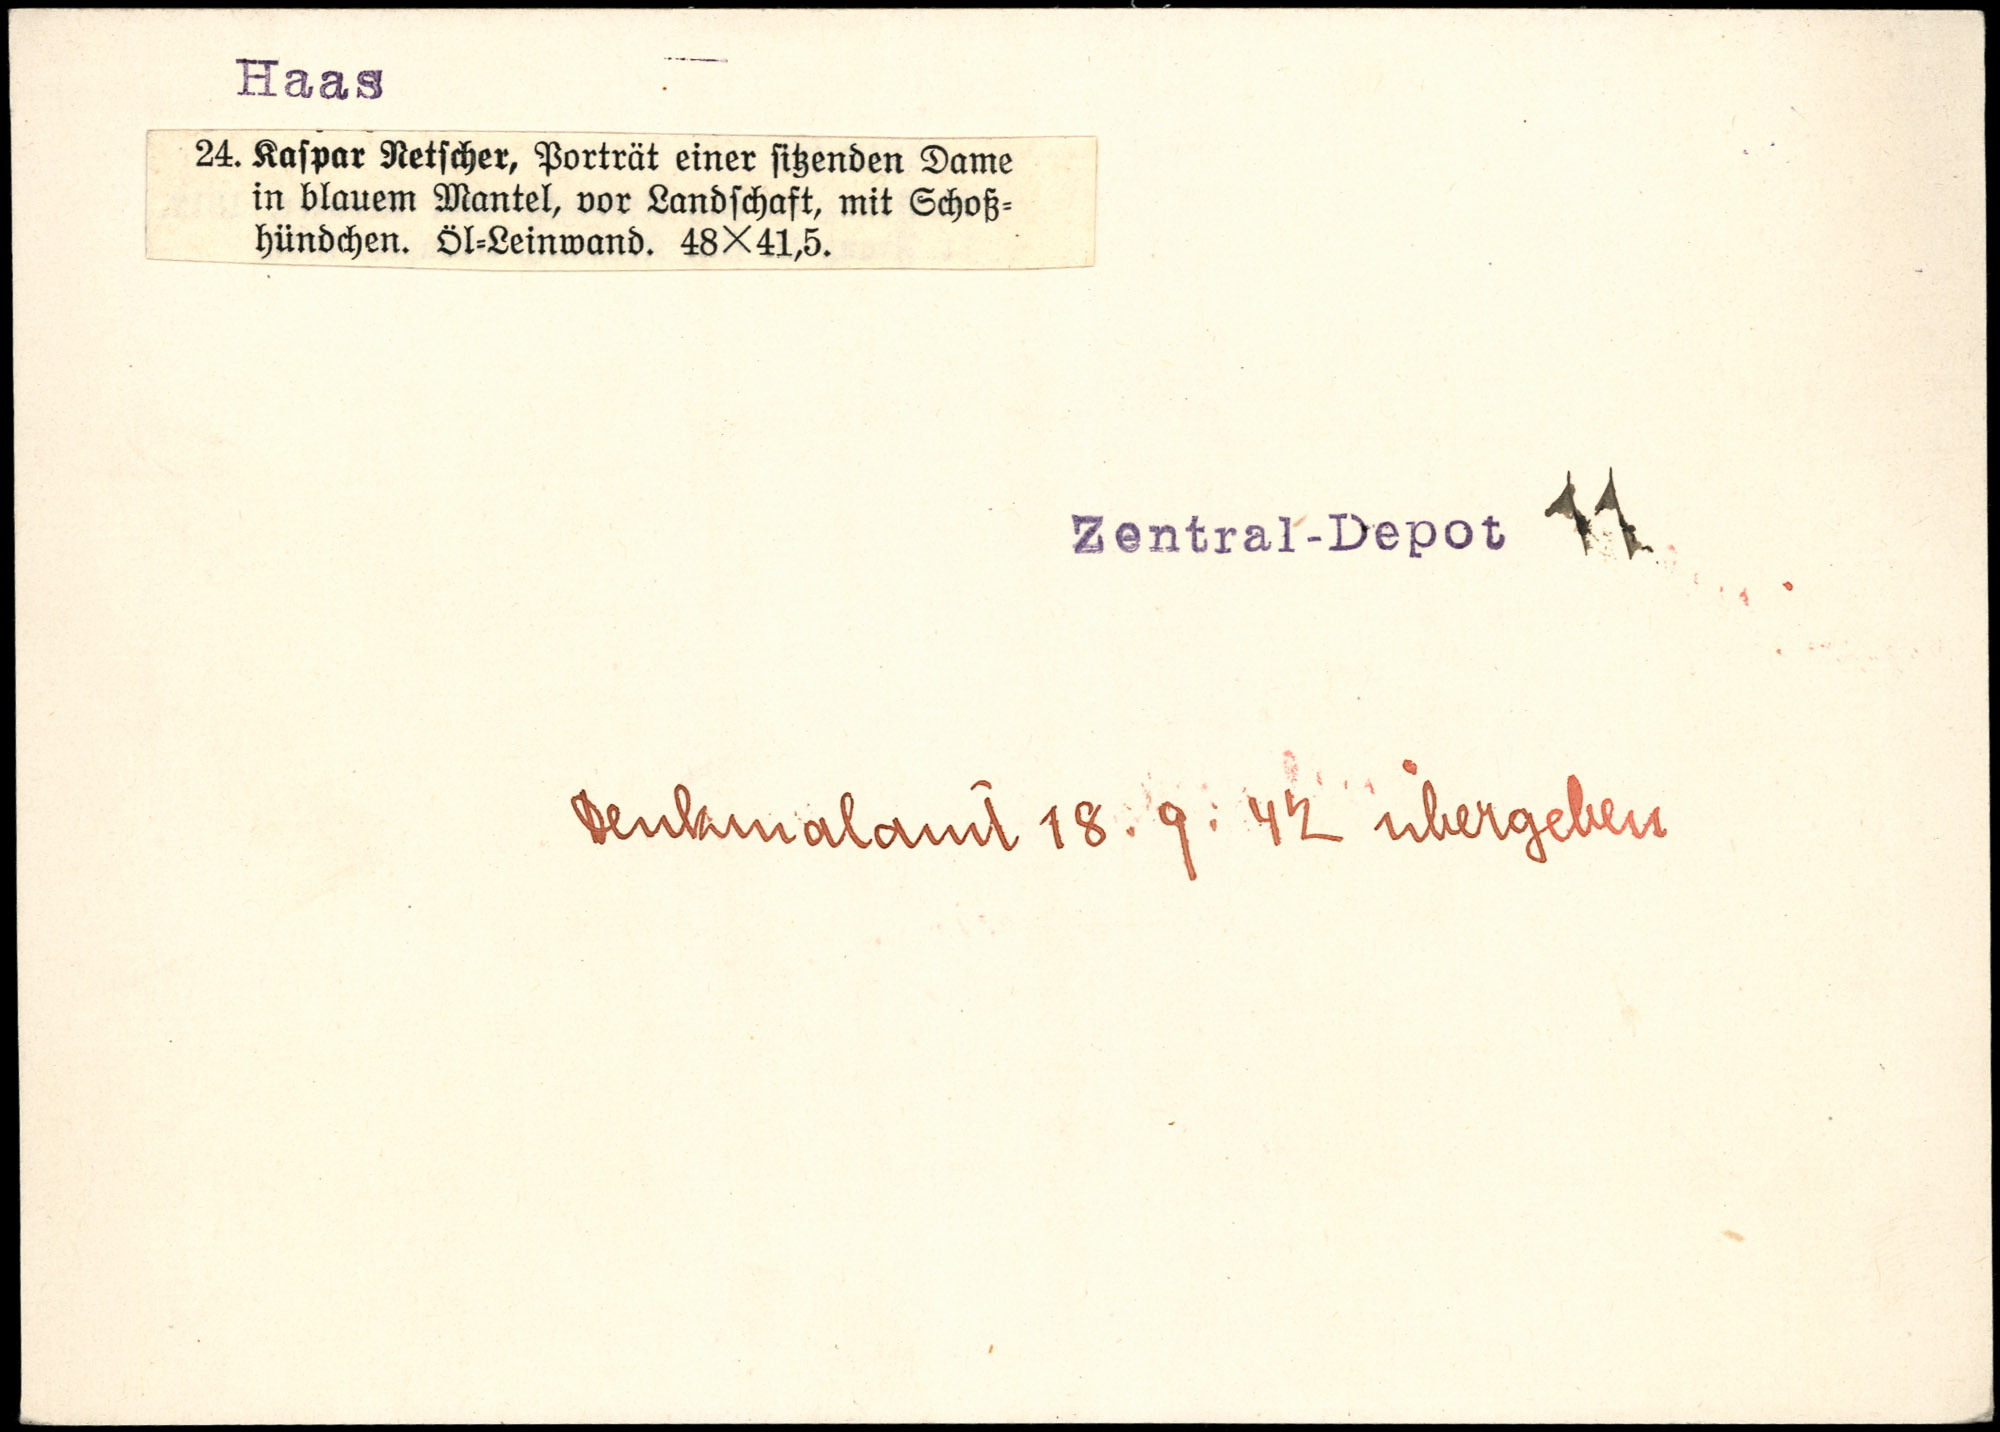 Haas
24. Kaspar Netscher, Porträt einer sitzenden Dame
in blauem Mantel, vor Landschaft, mit Schoß-
hündchen. Öl-Leinwand. 48×41,5.
Zentral-Depot 11
Denkmalamt 18. 9. 42 übergeben